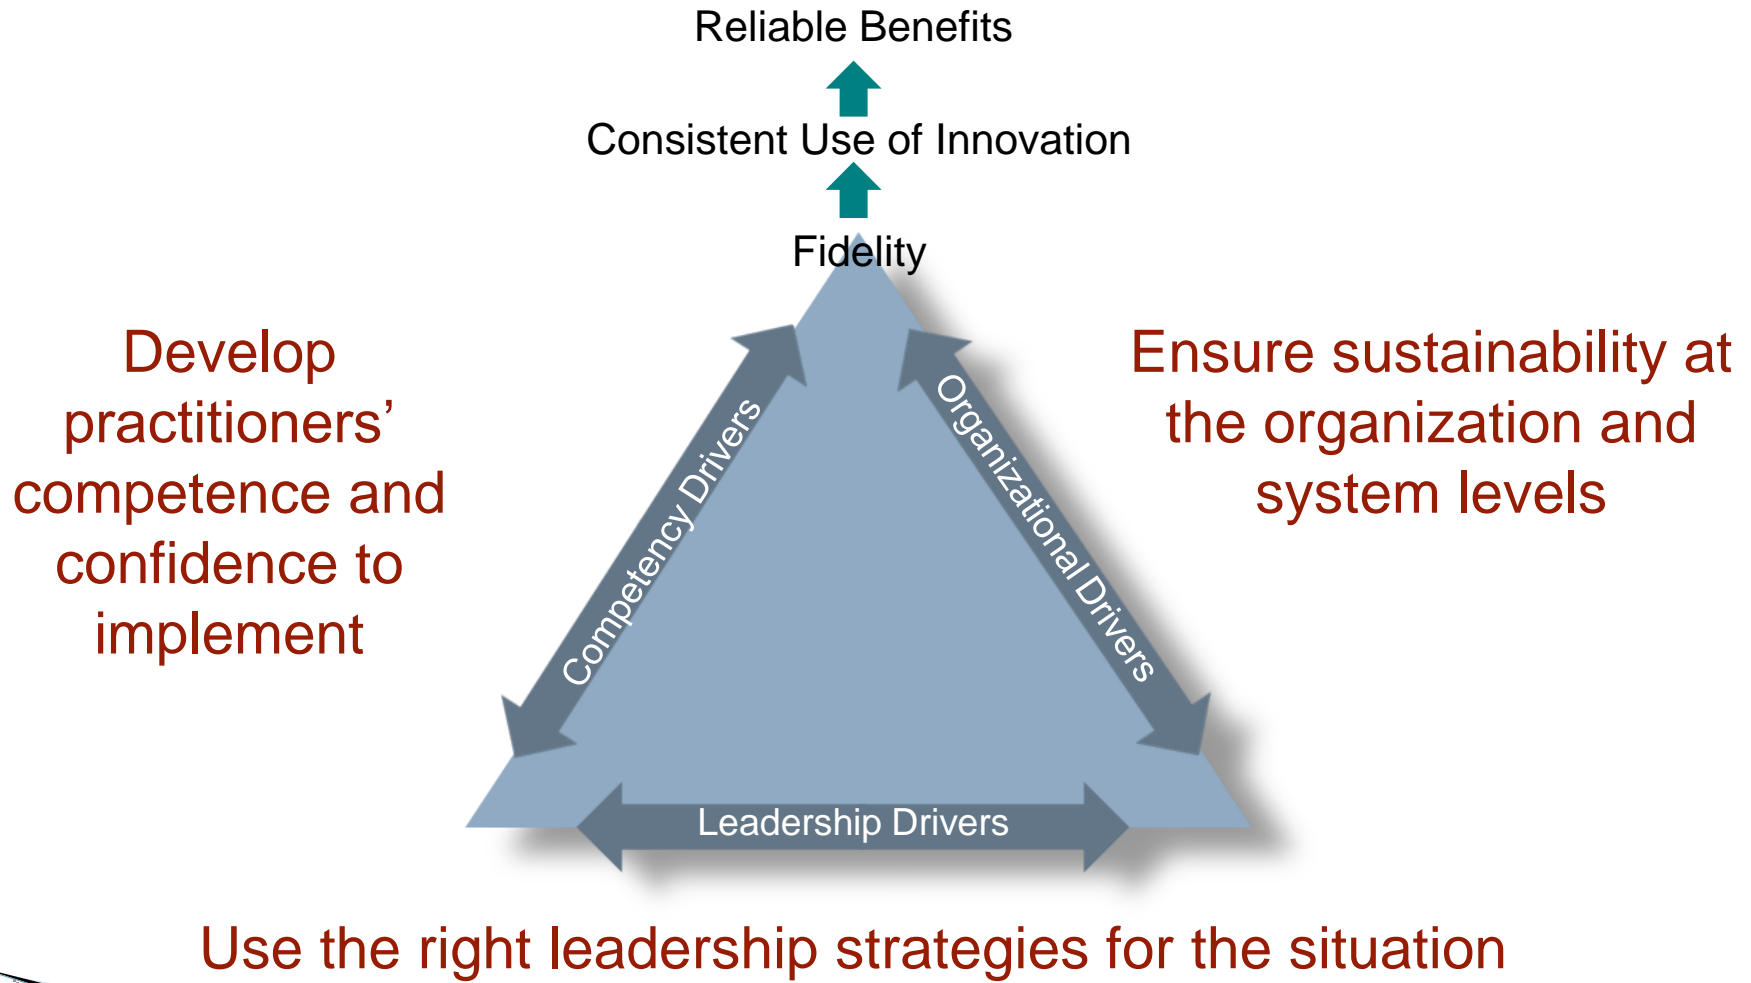 Reliable Benefits
Consistent Use of Innovation
Fidelity
Develop
practitioners’
competence and
confidence to
implement
Competency Drivers
Organizational Drivers
Ensure sustainability at
the organization and
system levels
Leadership Drivers
Use the right leadership strategies for the situation